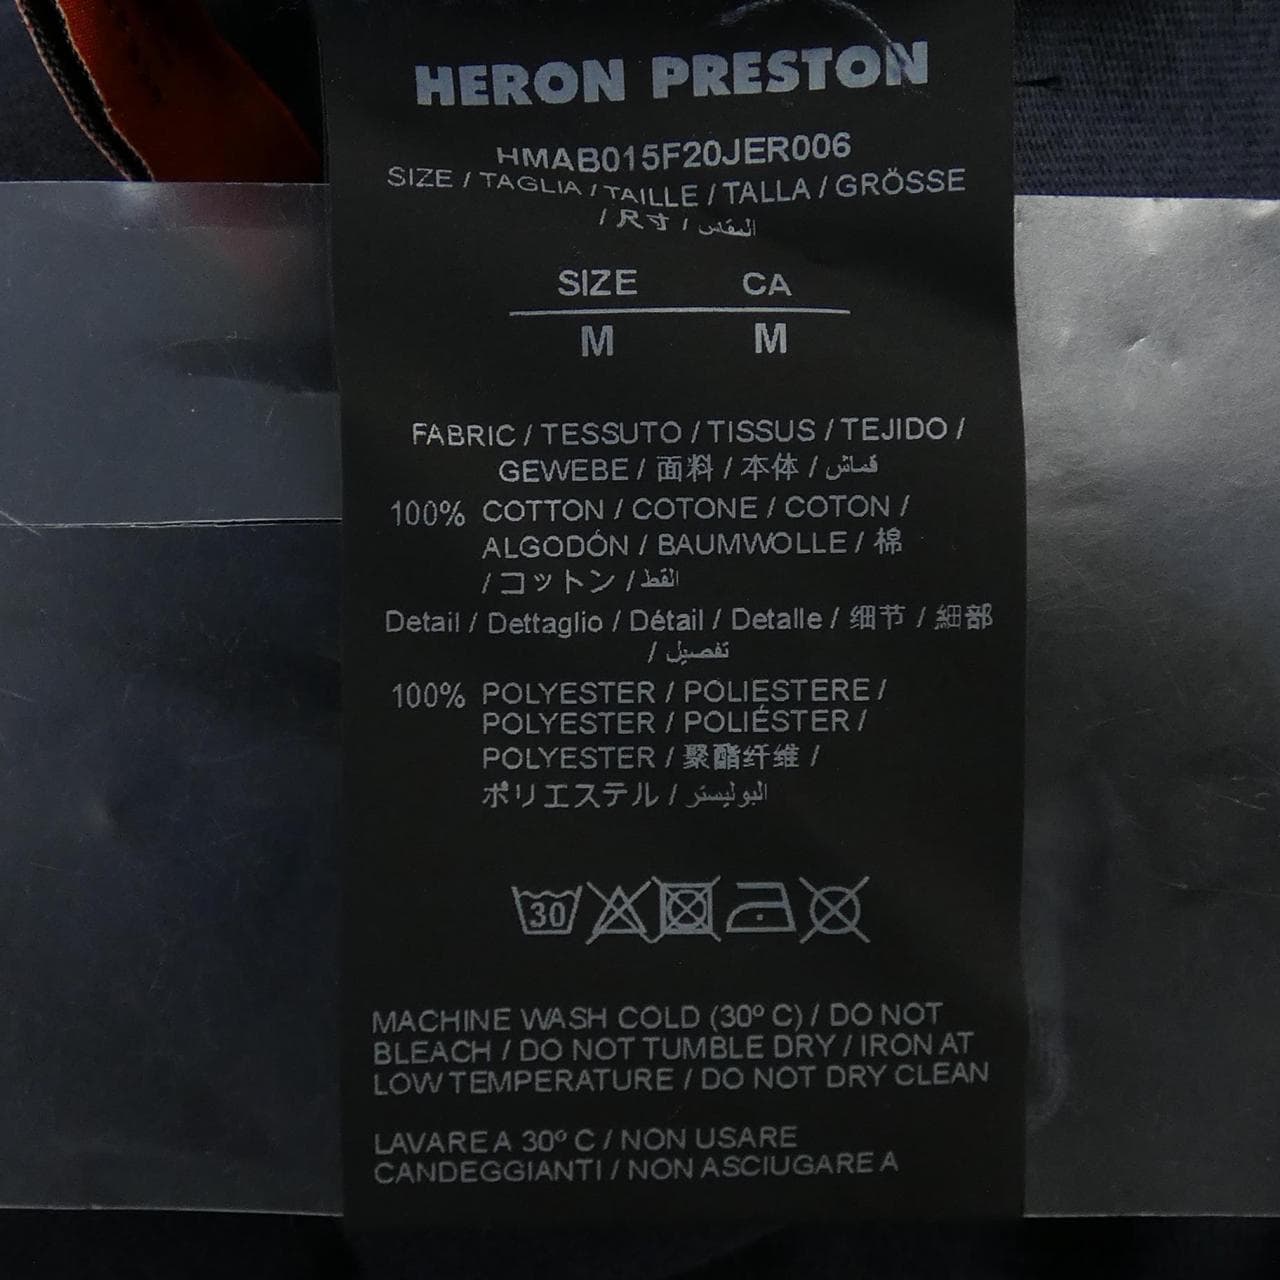 HERON PRESTON
HMAB015F20JER006
SIZE / TAGLIA / TAILLE / TALLA / GRÖSSE
/ 尺寸 / المقاس
SIZE CA
M M
FABRIC / TESSUTO / TISSUS / TEJIDO /
GEWEBE / 面料 / 本体 / قماش
100% COTTON / COTONE / COTON /
ALGODÓN / BAUMWOLLE / 棉
/ コットン / القط
Detail / Dettaglio / Détail / Detalle / 细节 / 細部
/ تفصيل
100% POLYESTER / POLIESTERE /
POLYESTER / POLIÉSTER /
POLYESTER / 聚酯纤维 /
ポリエステル / البوليستر
30
MACHINE WASH COLD (30º C) / DO NOT
BLEACH / DO NOT TUMBLE DRY / IRON AT
LOW TEMPERATURE / DO NOT DRY CLEAN
LAVARE A 30º C / NON USARE
CANDEGGIANTI / NON ASCIUGARE A